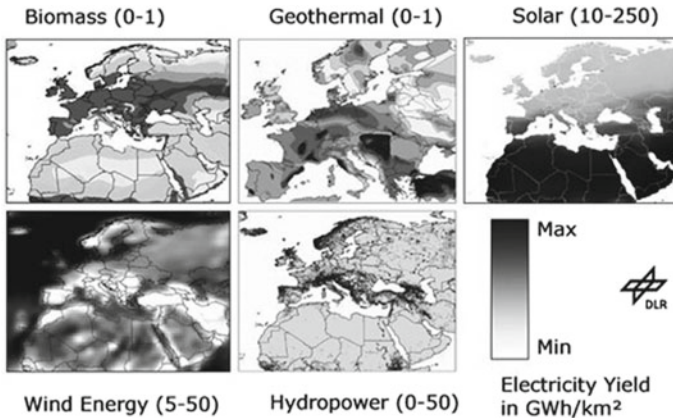 Biomass (0-1)
Geothermal (0-1)
Solar (10-250)
Max
DLR
Min
Wind Energy (5-50)
Hydropower (0-50)
Electricity Yield
in GWh/km²